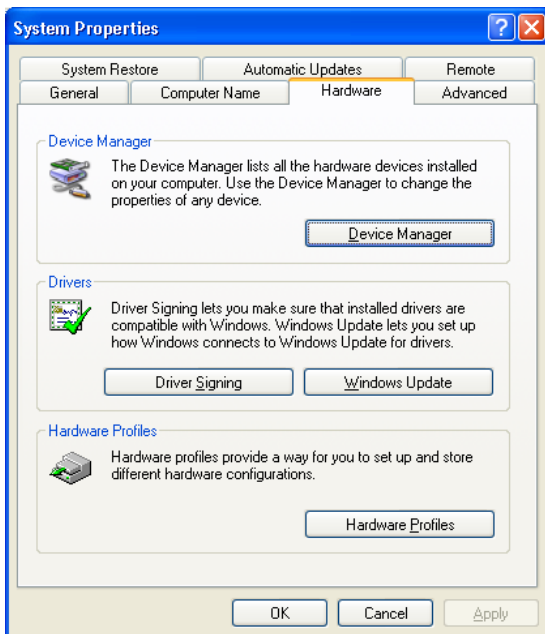 System Properties
System Restore
Automatic Updates
Remote
General
Computer Name
Hardware
Advanced
Device Manager
The Device Manager lists all the hardware devices installed
on your computer. Use the Device Manager to change the
properties of any device.
Device Manager
Drivers
Driver Signing lets you make sure that installed drivers are
compatible with Windows. Windows Update lets you set up
how Windows connects to Windows Update for drivers.
Driver Signing
Windows Update
Hardware Profiles
Hardware profiles provide a way for you to set up and store
different hardware configurations.
Hardware Profiles
OK
Cancel
Apply